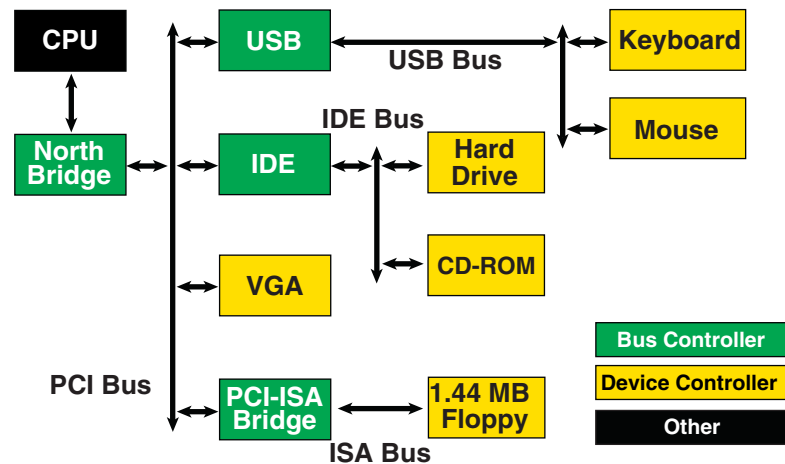 CPU
USB
USB Bus
Keyboard
Mouse
North
Bridge
IDE Bus
IDE
Hard
Drive
CD-ROM
VGA
PCI Bus
PCI-ISA
Bridge
ISA Bus
1.44 MB
Floppy
Bus Controller
Device Controller
Other